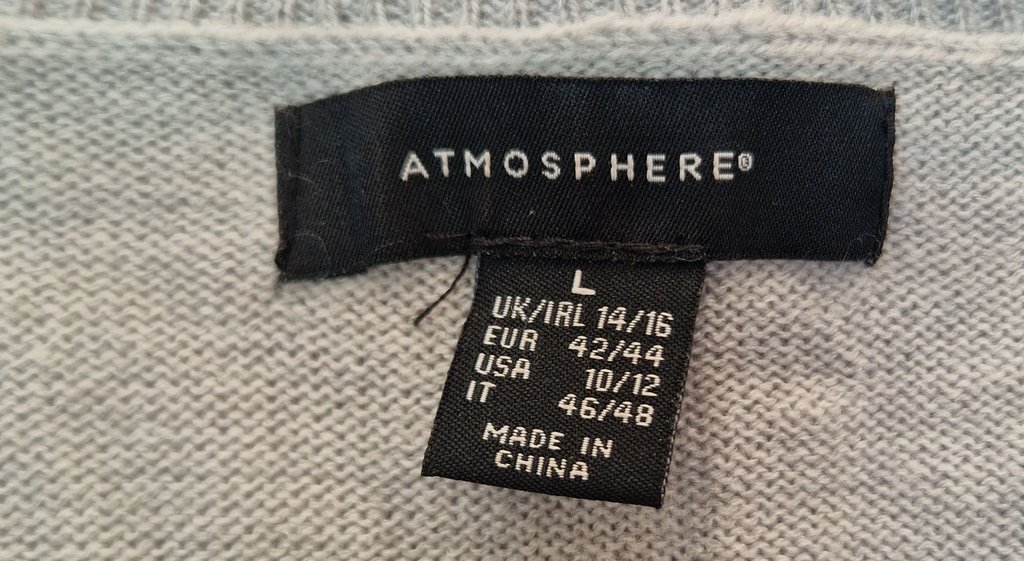 ATMOSPHERE®
L
UK/IRL 14/16
EUR 42/44
USA 10/12
IT 46/48
MADE IN
CHINA